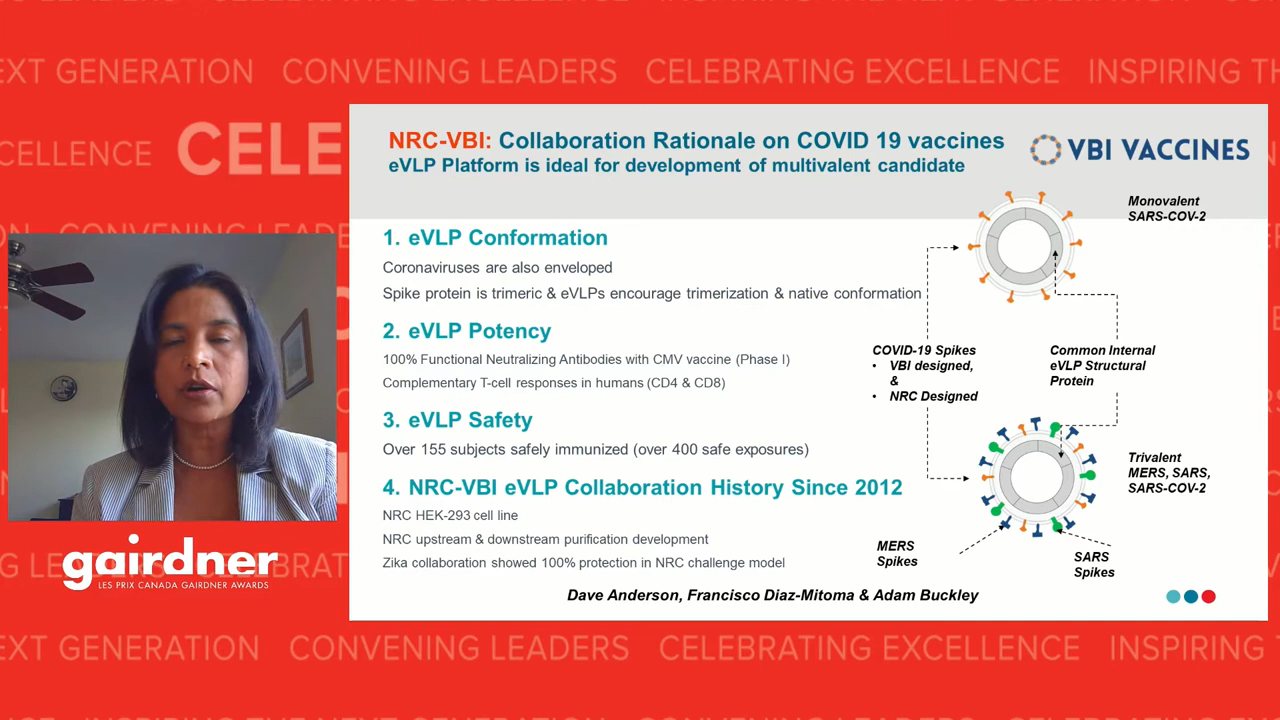 EXT GENERATION CONVENING LEADERS CELEBRATING EXCELLENCE INSPIRING TH
CELLENCE CELE
NRC-VBI: Collaboration Rationale on COVID 19 vaccines
eVLP Platform is ideal for development of multivalent candidate
VBI VACCINES
1. eVLP Conformation
Coronaviruses are also enveloped
Spike protein is trimeric & eVLPs encourage trimerization & native conformation
2. eVLP Potency
100% Functional Neutralizing Antibodies with CMV vaccine (Phase I)
Complementary T-cell responses in humans (CD4 & CD8)
3. eVLP Safety
Over 155 subjects safely immunized (over 400 safe exposures)
4. NRC-VBI eVLP Collaboration History Since 2012
NRC HEK-293 cell line
NRC upstream & downstream purification development
Zika collaboration showed 100% protection in NRC challenge model
Monovalent
SARS-COV-2
COVID-19 Spikes
• VBI designed,
&
• NRC Designed
Common Internal
eVLP Structural
Protein
Trivalent
MERS, SARS,
SARS-COV-2
MERS
Spikes
SARS
Spikes
Dave Anderson, Francisco Diaz-Mitoma & Adam Buckley
gairdner
LES PRIX CANADA GAIRDNER AWARDS
NEXT GENERATION CONVENING LEADERS CELEBRATING EXCELLENCE INSPIRING